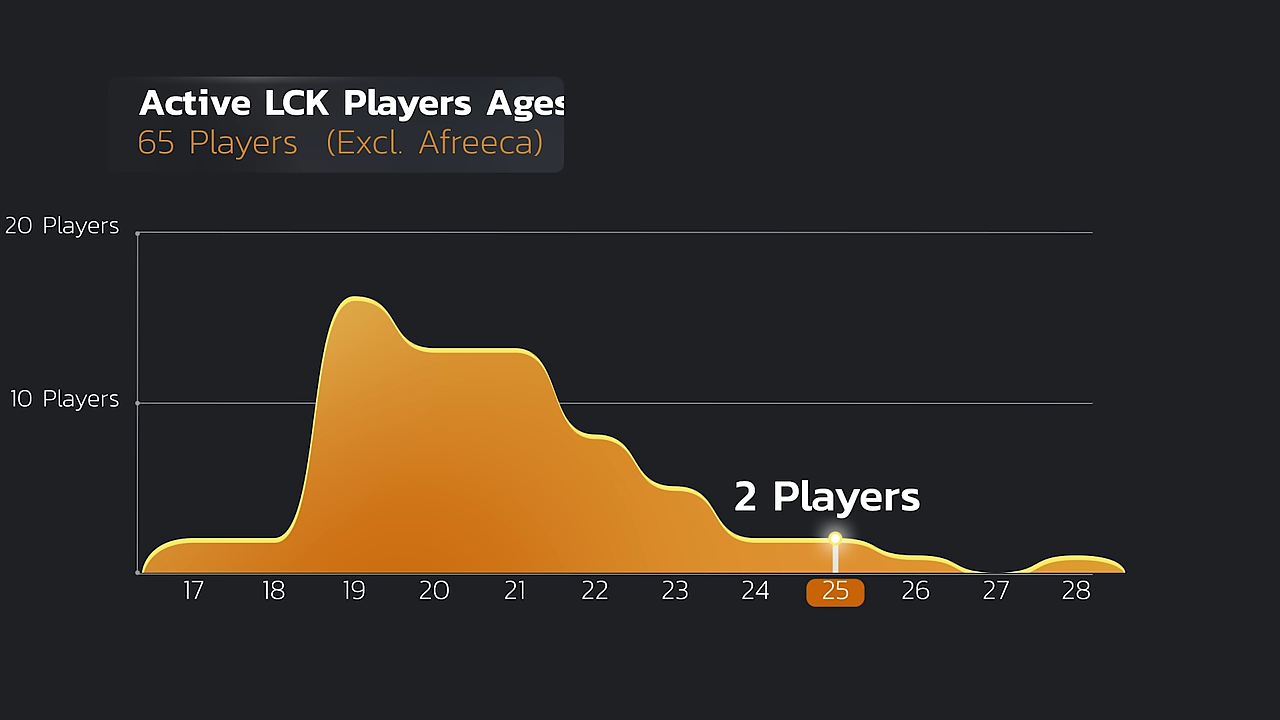 Active LCK Players Ages
65 Players (Excl. Afreeca)
20 Players
10 Players
2 Players
17 18 19 20 21 22 23 24 25 26 27 28